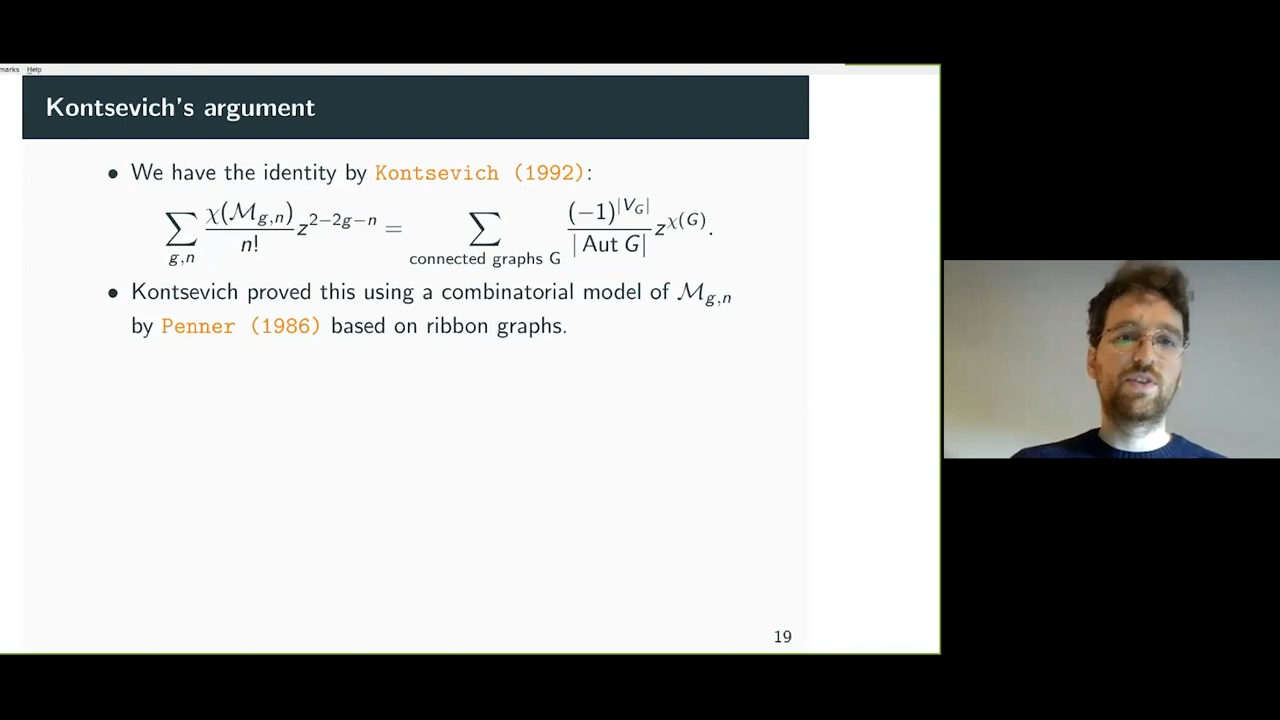 marks Help
Kontsevich's argument
• We have the identity by Kontsevich (1992):
∑_{g,n} χ(ℳ_{g,n})/n! z^{2−2g−n} = ∑_{connected graphs G} (−1)^{|V_G|}/|Aut G| z^{χ(G)}.
• Kontsevich proved this using a combinatorial model of ℳ_{g,n}
by Penner (1986) based on ribbon graphs.
19